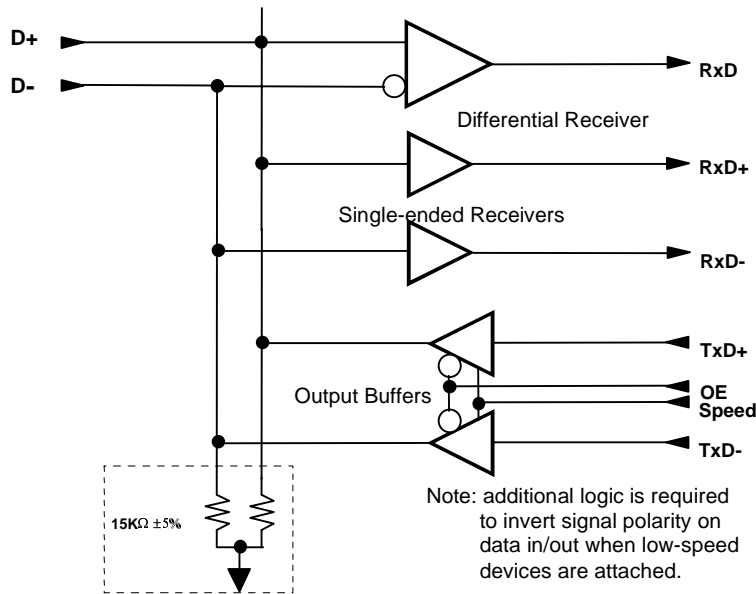 D+
D-
RxD
Differential Receiver
RxD+
Single-ended Receivers
RxD-
TxD+
OE
Output Buffers
Speed
TxD-
15KΩ ±5%
Note: additional logic is required
to invert signal polarity on
data in/out when low-speed
devices are attached.